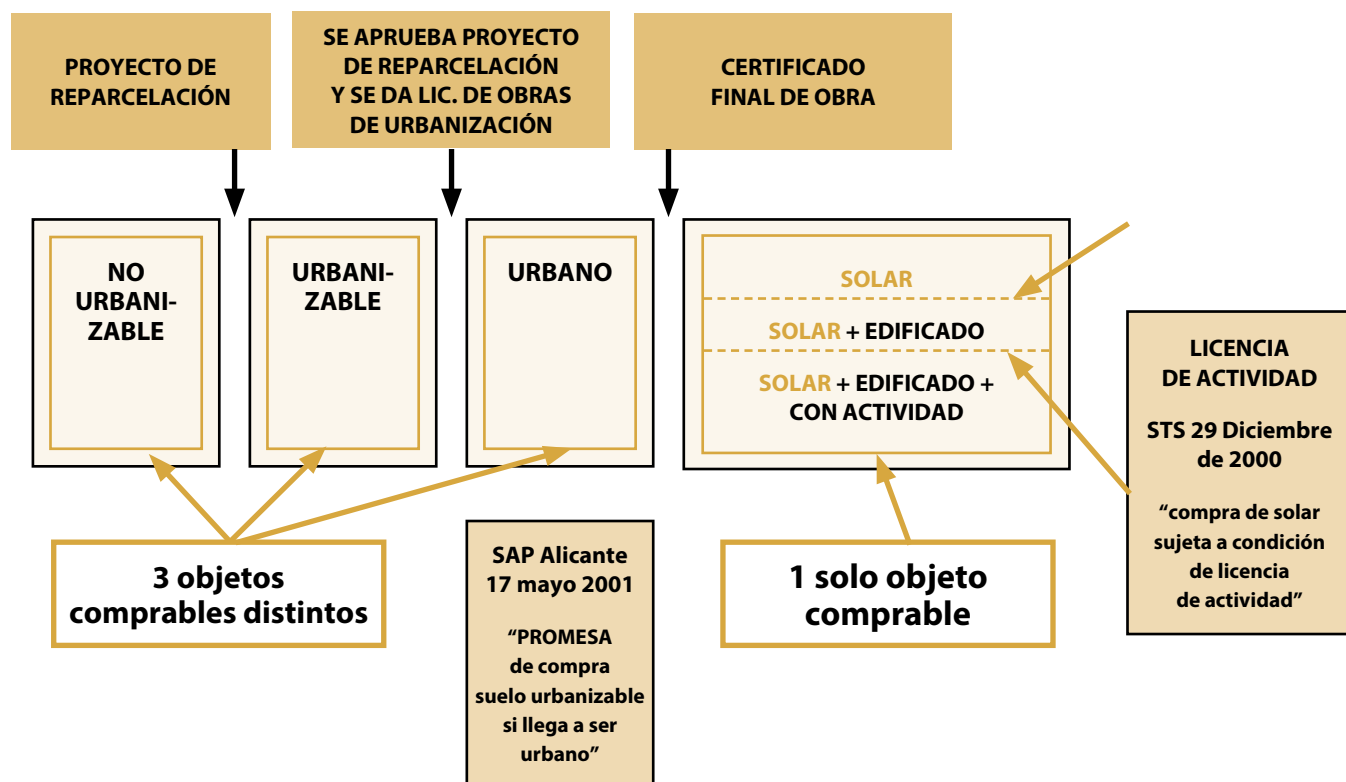 PROYECTO DE
REPARCELACIÓN
SE APRUEBA PROYECTO
DE REPARCELACIÓN
Y SE DA LIC. DE OBRAS
DE URBANIZACIÓN
CERTIFICADO
FINAL DE OBRA
NO
URBANI-
ZABLE
URBANI-
ZABLE
URBANO
SOLAR
SOLAR + EDIFICADO
SOLAR + EDIFICADO +
CON ACTIVIDAD
LICENCIA
DE ACTIVIDAD
STS 29 Diciembre
de 2000
“compra de solar
sujeta a condición
de licencia
de actividad”
3 objetos
comprables distintos
SAP Alicante
17 mayo 2001
“PROMESA
de compra
suelo urbanizable
si llega a ser
urbano”
1 solo objeto
comprable